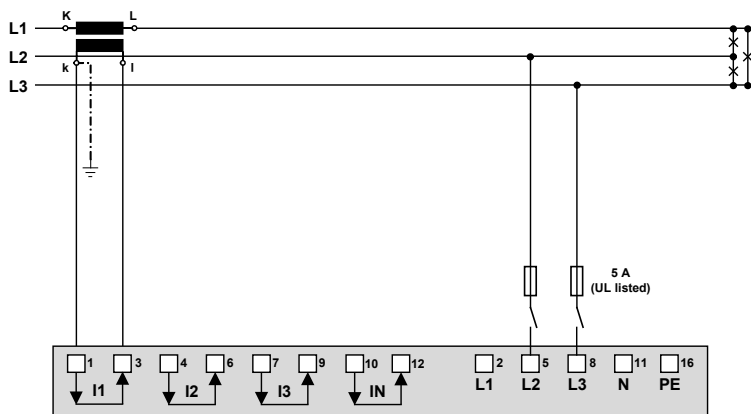 K L
L1
L2
k l
L3
5 A
(UL listed)
1 3 4 6 7 9 10 12 2 5 8 11 16
I1 I2 I3 IN L1 L2 L3 N PE